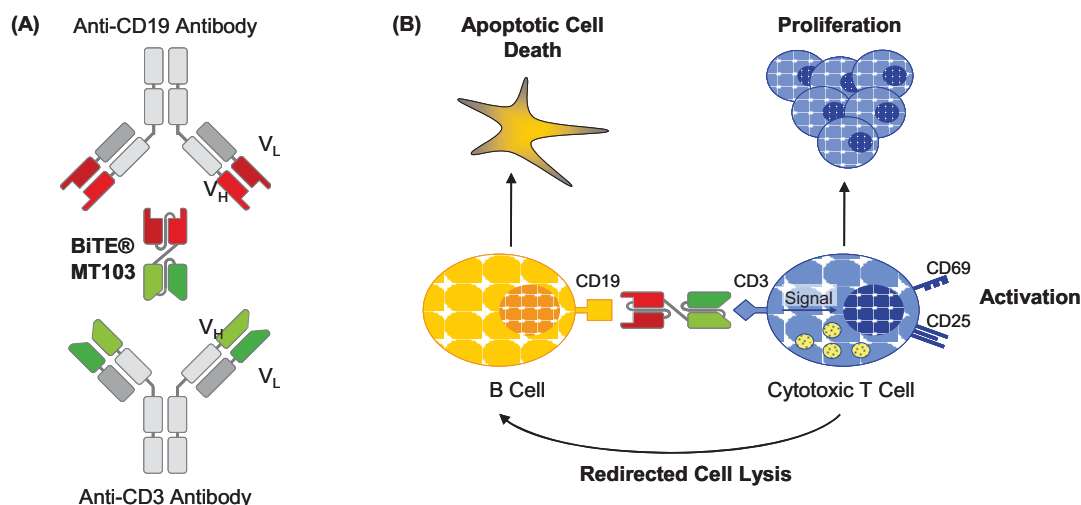 (A)
Anti-CD19 Antibody
VL
VH
BiTE®
MT103
VH
VL
Anti-CD3 Antibody
(B)
Apoptotic Cell
Death
Proliferation
CD19
CD3
Signal
CD69
CD25
Activation
B Cell
Cytotoxic T Cell
Redirected Cell Lysis